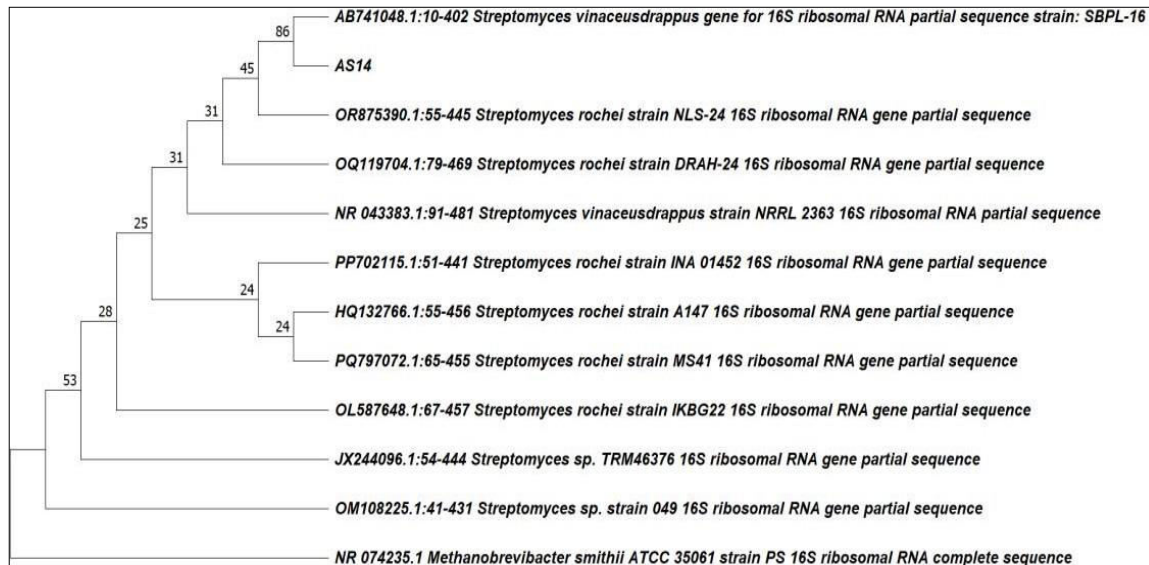 AB741048.1:10-402 Streptomyces vinaceusdrappus gene for 16S ribosomal RNA partial sequence strain: SBPL-16
86
AS14
45
OR875390.1:55-445 Streptomyces rochei strain NLS-24 16S ribosomal RNA gene partial sequence
31
OQ119704.1:79-469 Streptomyces rochei strain DRAH-24 16S ribosomal RNA gene partial sequence
31
NR 043383.1:91-481 Streptomyces vinaceusdrappus strain NRRL 2363 16S ribosomal RNA partial sequence
25
PP702115.1:51-441 Streptomyces rochei strain INA 01452 16S ribosomal RNA gene partial sequence
24
HQ132766.1:55-456 Streptomyces rochei strain A147 16S ribosomal RNA gene partial sequence
28
24
PQ797072.1:65-455 Streptomyces rochei strain MS41 16S ribosomal RNA gene partial sequence
53
OL587648.1:67-457 Streptomyces rochei strain IKBG22 16S ribosomal RNA gene partial sequence
JX244096.1:54-444 Streptomyces sp. TRM46376 16S ribosomal RNA gene partial sequence
OM108225.1:41-431 Streptomyces sp. strain 049 16S ribosomal RNA gene partial sequence
NR 074235.1 Methanobrevibacter smithii ATCC 35061 strain PS 16S ribosomal RNA complete sequence